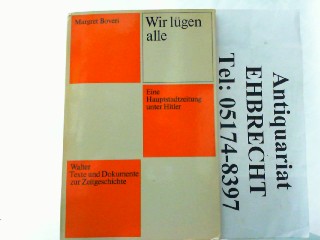 Margret Boveri
Wir lügen
alle
Eine
Hauptstadtzeitung
unter Hitler
Walter
Texte und Dokumente
zur Zeitgeschichte
Antiquariat
EHBRECHT
Tel: 05174-8397